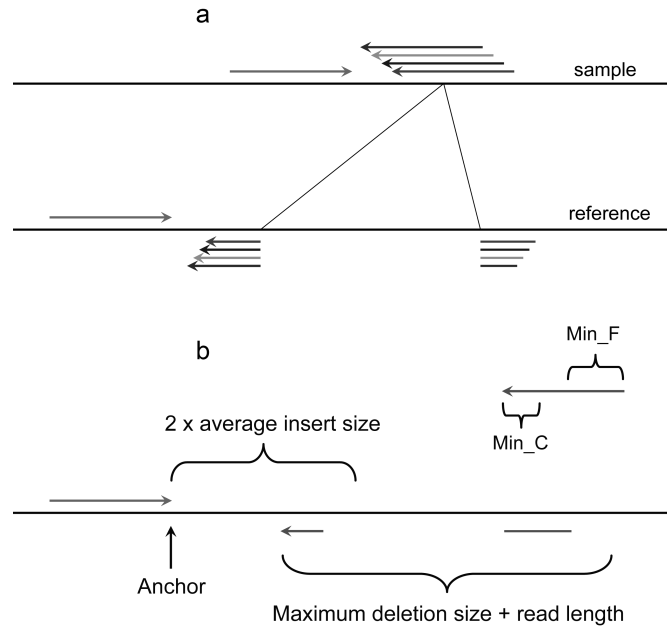 a
sample
reference
b
Min_F
2 x average insert size
Min_C
Anchor
Maximum deletion size + read length